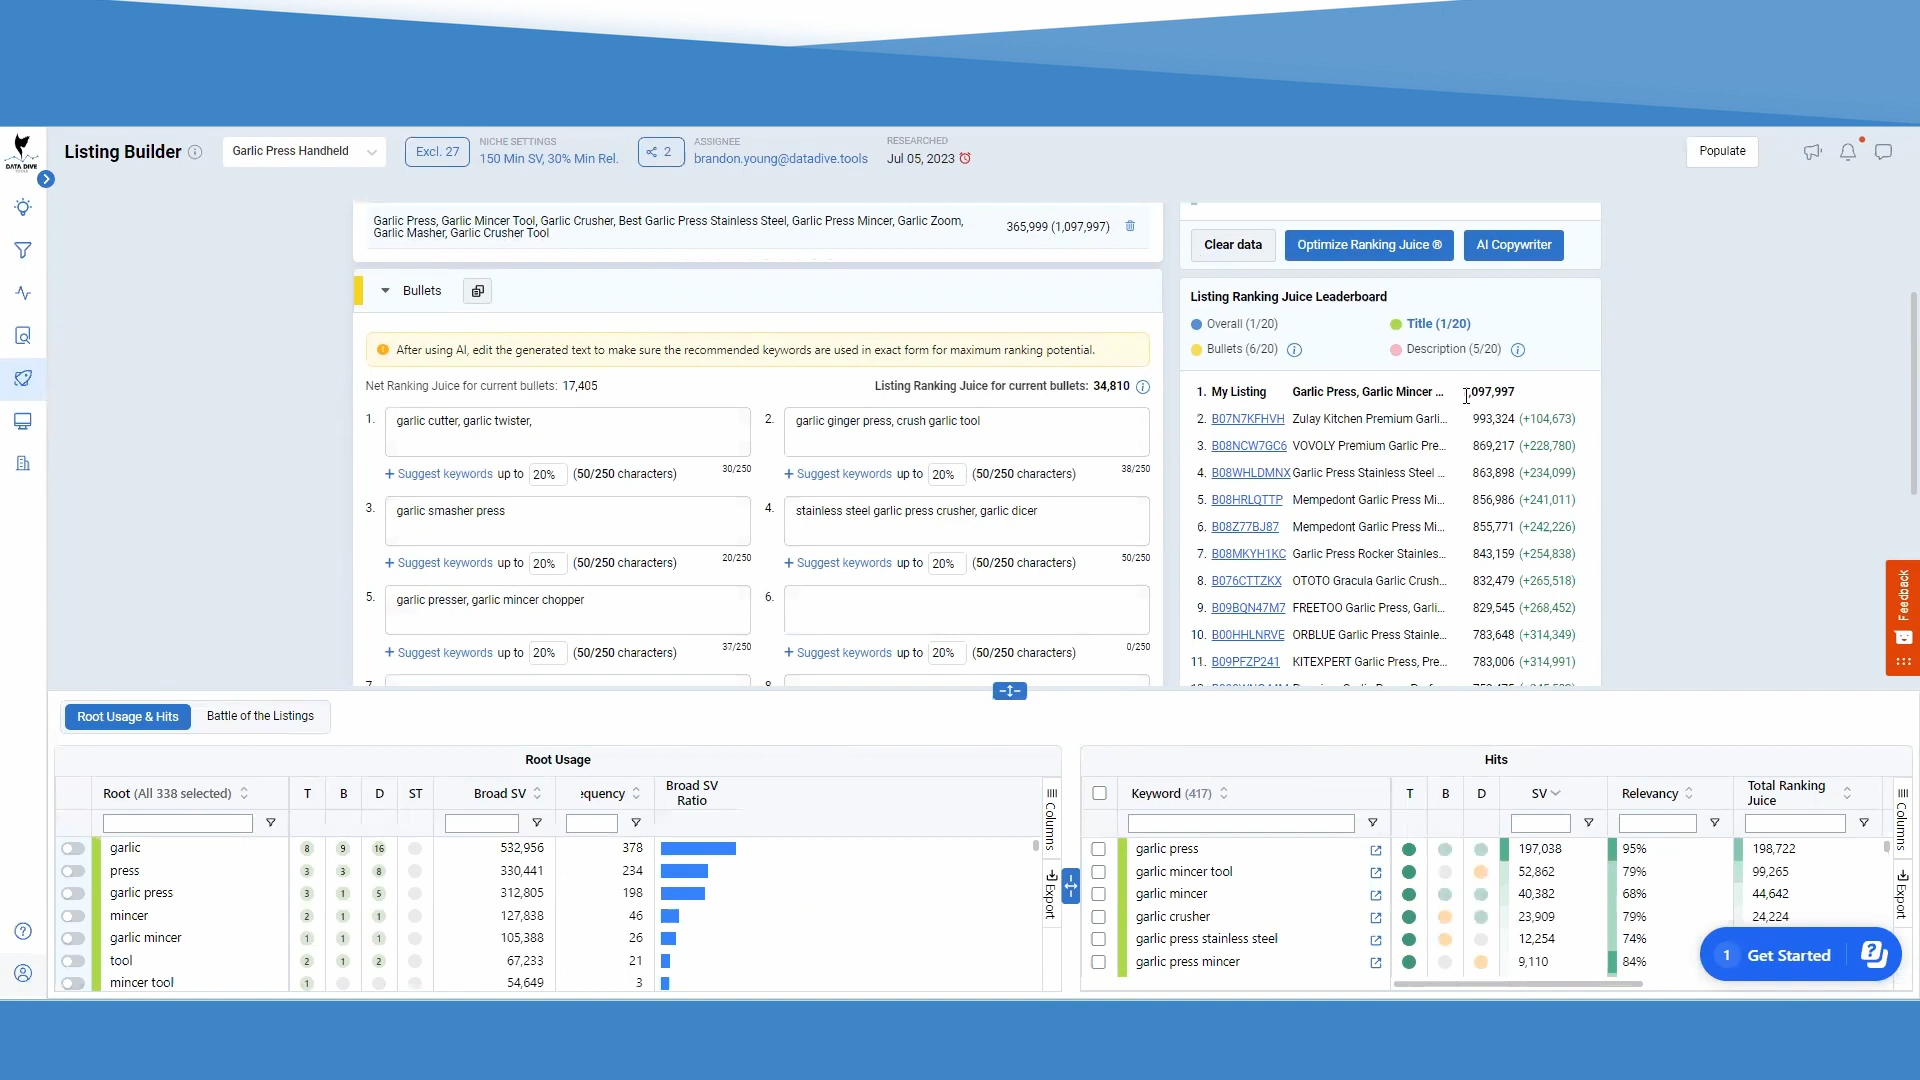 DATA DIVE
TOOLS
Listing Builder
Garlic Press Handheld
Excl. 27
NICHE SETTINGS
150 Min SV, 30% Min Rel.
2
ASSIGNEE
brandon.young@datadive.tools
RESEARCHED
Jul 05, 2023
Populate
Garlic Press, Garlic Mincer Tool, Garlic Crusher, Best Garlic Press Stainless Steel, Garlic Press Mincer, Garlic Zoom,
Garlic Masher, Garlic Crusher Tool
365,999 (1,097,997)
Bullets
After using AI, edit the generated text to make sure the recommended keywords are used in exact form for maximum ranking potential.
Net Ranking Juice for current bullets: 17,405
Listing Ranking Juice for current bullets: 34,810
1. garlic cutter, garlic twister,
+ Suggest keywords up to 20% (50/250 characters) 30/250
2. garlic ginger press, crush garlic tool
+ Suggest keywords up to 20% (50/250 characters) 38/250
3. garlic smasher press
+ Suggest keywords up to 20% (50/250 characters) 20/250
4. stainless steel garlic press crusher, garlic dicer
+ Suggest keywords up to 20% (50/250 characters) 50/250
5. garlic presser, garlic mincer chopper
+ Suggest keywords up to 20% (50/250 characters) 37/250
6.
+ Suggest keywords up to 20% (50/250 characters) 0/250
Clear data
Optimize Ranking Juice ®
AI Copywriter
Listing Ranking Juice Leaderboard
Overall (1/20)
Title (1/20)
Bullets (6/20)
Description (5/20)
1. My Listing Garlic Press, Garlic Mincer ... ,097,997
2. B07N7KFHVH Zulay Kitchen Premium Garli... 993,324 (+104,673)
3. B08NCW7GC6 VOVOLY Premium Garlic Pre... 869,217 (+228,780)
4. B08WHLDMNX Garlic Press Stainless Steel ... 863,898 (+234,099)
5. B08HRLQTTP Mempedont Garlic Press Mi... 856,986 (+241,011)
6. B08Z77BJ87 Mempedont Garlic Press Mi... 855,771 (+242,226)
7. B08MKYH1KC Garlic Press Rocker Stainles... 843,159 (+254,838)
8. B076CTTZKX OTOTO Gracula Garlic Crush... 832,479 (+265,518)
9. B09BQN47M7 FREETOO Garlic Press, Garli... 829,545 (+268,452)
10. B00HHLNRVE ORBLUE Garlic Press Stainle... 783,648 (+314,349)
11. B09PFZP241 KITEXPERT Garlic Press, Pre... 783,006 (+314,991)
Feedback
Root Usage & Hits
Battle of the Listings
Root Usage
Root (All 338 selected) T B D ST Broad SV equency Broad SV Ratio
garlic 8 9 16 532,956 378
press 3 3 8 330,441 234
garlic press 3 1 5 312,805 198
mincer 2 1 1 127,838 46
garlic mincer 1 1 1 105,388 26
tool 2 1 2 67,233 21
mincer tool 1 54,649 3
Columns
Export
Hits
Keyword (417) T B D SV Relevancy Total Ranking Juice
garlic press 197,038 95% 198,722
garlic mincer tool 52,862 79% 99,265
garlic mincer 40,382 68% 44,642
garlic crusher 23,909 79% 24,224
garlic press stainless steel 12,254 74%
garlic press mincer 9,110 84%
Columns
Export
1 Get Started